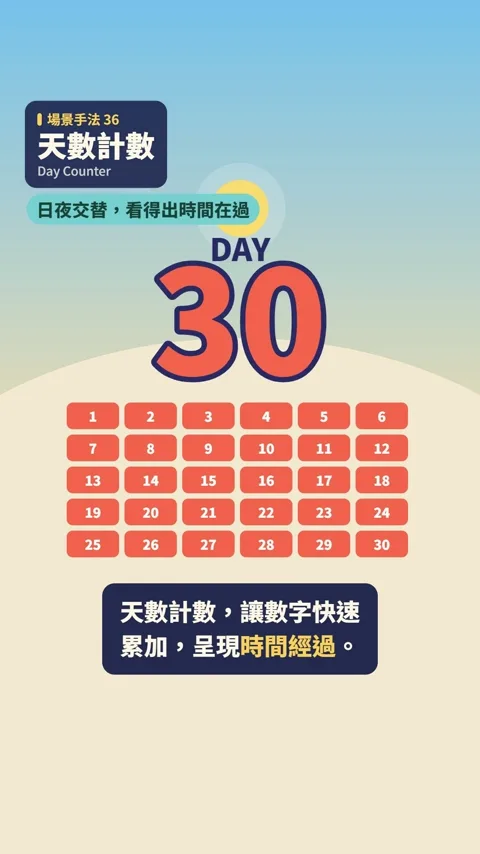 場景手法 36
天數計數
Day Counter
日夜交替，看得出時間在過
DAY
30
1 2 3 4 5 6
7 8 9 10 11 12
13 14 15 16 17 18
19 20 21 22 23 24
25 26 27 28 29 30
天數計數，讓數字快速
累加，呈現時間經過。